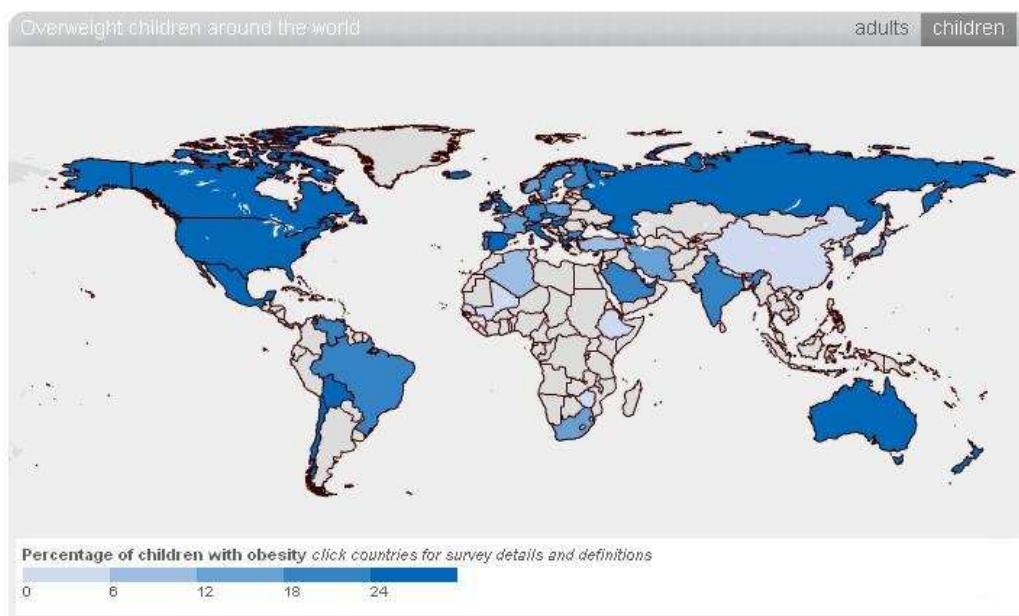 Overweight children around the world
adults children
Percentage of children with obesity click countries for survey details and definitions
0 6 12 18 24